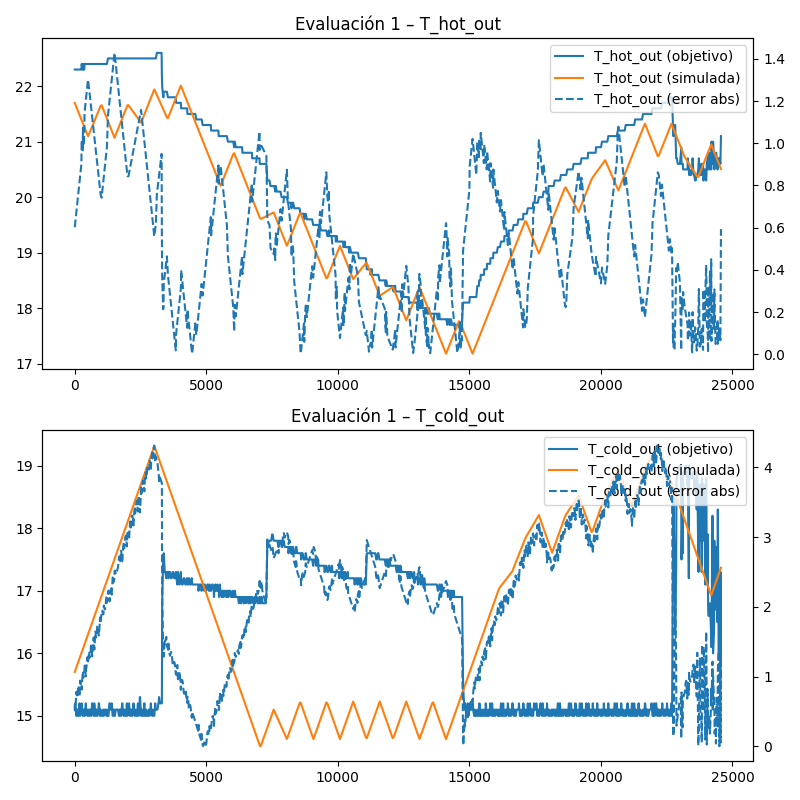 Evaluación 1 – T_hot_out
T_hot_out (objetivo)
T_hot_out (simulada)
T_hot_out (error abs)
22
21
20
19
18
17
1.4
1.2
1.0
0.8
0.6
0.4
0.2
0.0
0 5000 10000 15000 20000 25000
Evaluación 1 – T_cold_out
T_cold_out (objetivo)
T_cold_out (simulada)
T_cold_out (error abs)
19
18
17
16
15
4
3
2
1
0
0 5000 10000 15000 20000 25000